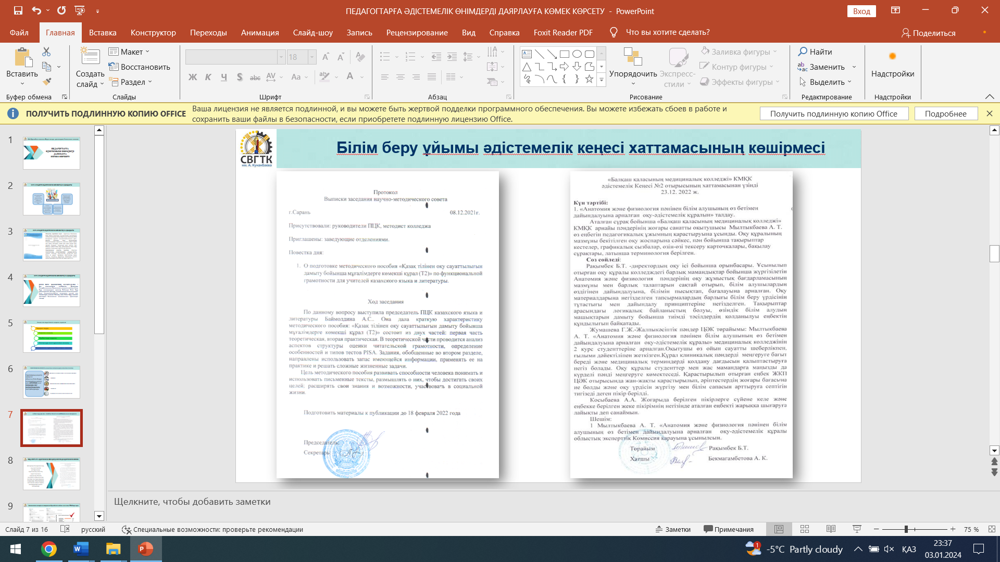 ПЕДАГОГТАРҒА ӘДІСТЕМЕЛІК ӨНІМДЕРДІ ДАЯРЛАУҒА КӨМЕК КӨРСЕТУ - PowerPoint
Вход
Файл Главная Вставка Конструктор Переходы Анимация Слайд-шоу Запись Рецензирование Вид Справка Foxit Reader PDF Что вы хотите сделать? Поделиться
Вставить
Буфер обмена
Создать слайд
Макет
Восстановить
Раздел
Слайды
18
Ж К Ч S abc AV Aa А
Шрифт
Абзац
Упорядочить
Экспресс-стили
Заливка фигуры
Контур фигуры
Эффекты фигуры
Рисование
Найти
Заменить
Выделить
Редактирование
Надстройки
Надстройки
ПОЛУЧИТЬ ПОДЛИННУЮ КОПИЮ OFFICE
Ваша лицензия не является подлинной, и вы можете быть жертвой подделки программного обеспечения. Вы можете избежать сбоев в работе и
сохранить ваши файлы в безопасности, если приобретете подлинную лицензию Office.
Получить подлинную копию Office
Подробнее
1
2
3
4
5
6
7
8
9
СВГТК
им. А. Кунанбаева
Білім беру ұйымы әдістемелік кеңесі хаттамасының көшірмесі
Протокол
Выписки заседания научно-методического совета
г.Сарань 08.12.2021г.
Присутствовали: руководители ПЦК, методист колледжа
Приглашены: заведующие отделениями.
Повестка дня:
1. О подготовке методического пособия «Қазақ тілінен оқу сауаттылығын
дамыту бойынша мұғалімдерге көмекші құрал (Т2)» по функциональной
грамотности для учителей казахского языка и литературы.
Ход заседания
По данному вопросу выступила председатель ПЦК казахского языка и
литературы Баймолдина А.С.. Она дала краткую характеристику
методического пособия: «Қазақ тілінен оқу сауаттылығын дамыту бойынша
мұғалімдерге көмекші құрал (Т2)» состоит из двух частей: первая часть
теоретическая, вторая практическая. В теоретической части проводится анализ
аспектов структуры оценки читательской грамотности, определение
особенностей и типов тестов PISA. Задания, обобщенные во втором разделе,
направлены использовать запас имеющейся информации, применять ее на
практике и решать сложные жизненные задачи.
Цель методического пособия развивать способности человека понимать и
использовать письменные тексты, размышлять о них, чтобы достигать своих
целей; расширять свои знания и возможности, участвовать в социальной
жизни.
Подготовить материалы к публикации до 18 февраля 2022 года
Председатель:
Секретарь:
«Балқаш қаласының медициналық колледжі» КМҚК
әдістемелік Кеңесі №2 отырысының хаттамасынан үзінді
23.12. 2022 ж.
Күн тәртібі:
1. «Анатомия және физиология пәнінен білім алушының өз бетімен
дайындалуына арналған оқу-әдістемелік құралын» талдау.
Аталған сұрақ бойынша «Балқаш қаласының медициналық колледжі»
КМҚК арнайы пәндерінің жоғары санатты оқытушысы Мылтыкбаева А. Т.
өз еңбегін педагогикалық ұжымның қарастыруына ұсынды. Оқу құралының
мазмұны бекітілген оқу жоспарына сәйкес, пән бойынша тақырыптар
кестелер, графикалық сызбалар, өзін-өзі тексеру карточкалары, бақылау
сұрақтары, латынша терминология берілген.
Сөз сөйледі:
Рақымбек Б.Т. -директордың оқу ісі бойынша орынбасары. Ұсынылып
отырған оқу құралы колледждегі барлық мамандықтар бойынша жүргізілетін
Анатомия және физиология пәндерінің оқу жұмыстық бағдарламасының
мазмұны мен барлық талаптарын сақтай отырып, білім алушылардың
өздігінен дайындалуына, білімін пысықтап, бағалауына арналған. Оқу
материалдарына негізделген тапсырмалардың барлығы білім беру үрдісінің
тұтастығы мен дайындалу принциптеріне негізделген. Тақырыптар
арасындағы логикалық байланыстың болуы, өзіндік білім алудың
машықтарын дамыту бойынша тиімді тәсілдердің қолданылуы еңбектің
құндылығын байқатады.
Жумашева Г.Ж.-Жалпыкәсіптік пәндер ЦӘК төрайымы: Мылтыкбаева
А. Т. «Анатомия және физиология пәнінен білім алушының өз бетімен
дайындалуына арналған оқу-әдістемелік құралы» медициналық колледжінің
2 курс студенттеріне арналған.Оқытушы өз ойын сауатты шеберлікпен,
ғылыми дәйектілінен жеткізген.Құрал клиникалық пәндерді меңгеруге бағыт
береді және медициналық терминдерді қолдану дағдысын қалыптастыруға
негіз болады. Оқу құралы студенттер мен жас мамандарға маңызды да
күрделі пәнді меңгеруге көмектеседі. Қарастырылып отырған еңбек ЖКП
ЦӘК отырысында жан-жақты қарастырылып, әріптестердің жоғары бағасына
ие болды және оқу үрдісін жүргізу мен білім сапасын арттыруға септігін
тигізеді деген пікір берілді.
Косыбаева А.А. Жоғарыда берілген пікірлерге сүйене келе және
еңбекке берілген жеке пікірімнің негізінде аталған еңбекті жарыққа шығаруға
лайықты деп санаймын.
Шешім:
1 Мылтыкбаева А. Т. «Анатомия және физиология пәнінен білім
алушының өз бетімен дайындалуына арналған оқу-әдістемелік құралы
облыстық эксперттік Комиссия қарауына ұсынылсын.
Төрайым Рақымбек Б.Т.
Хатшы Бекмагамбетова А. К.
Щелкните, чтобы добавить заметки
Слайд 7 из 16 русский Специальные возможности: проверьте рекомендации Заметки Примечания 75 %
-5°C Partly cloudy ҚАЗ 23:37
03.01.2024